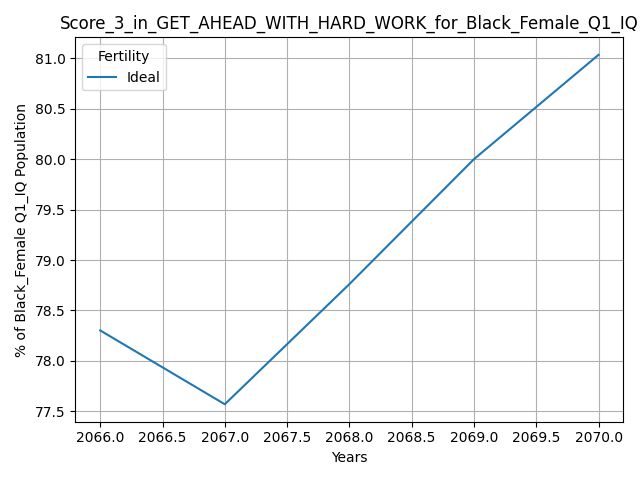 Score_3_in_GET_AHEAD_WITH_HARD_WORK_for_Black_Female_Q1_IQ
Fertility
Ideal
% of Black_Female Q1_IQ Population
81.0
80.5
80.0
79.5
79.0
78.5
78.0
77.5
2066.0 2066.5 2067.0 2067.5 2068.0 2068.5 2069.0 2069.5 2070.0
Years